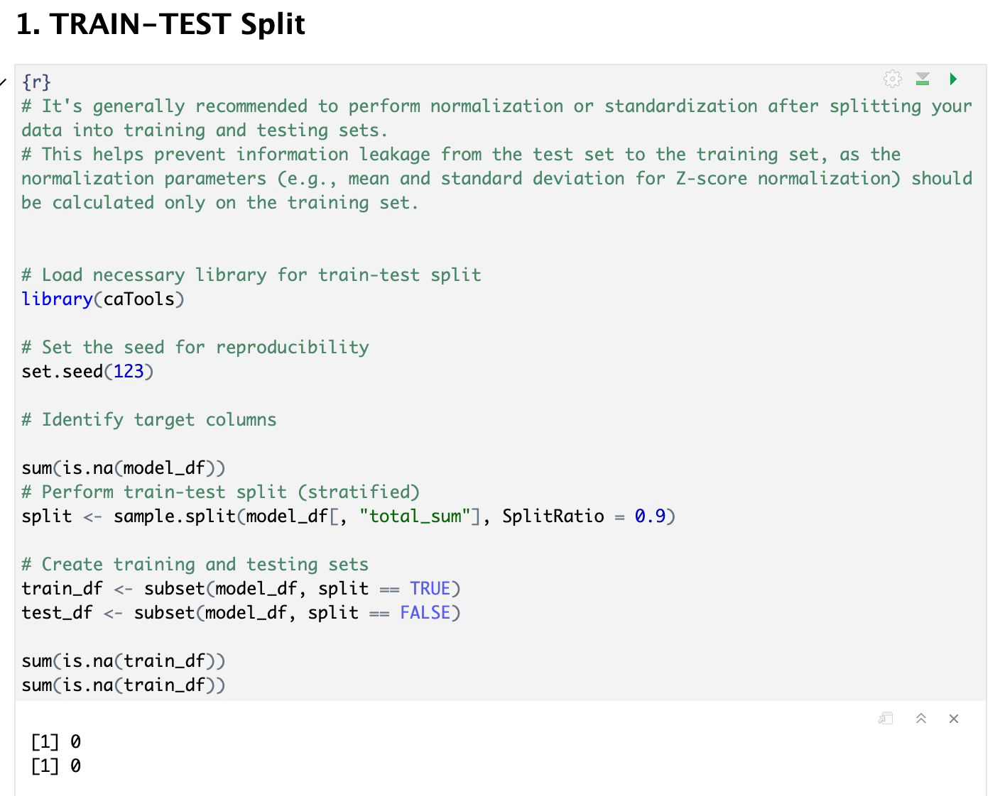 1. TRAIN-TEST Split
{r}
# It's generally recommended to perform normalization or standardization after splitting your
data into training and testing sets.
# This helps prevent information leakage from the test set to the training set, as the
normalization parameters (e.g., mean and standard deviation for Z-score normalization) should
be calculated only on the training set.
# Load necessary library for train-test split
library(caTools)
# Set the seed for reproducibility
set.seed(123)
# Identify target columns
sum(is.na(model_df))
# Perform train-test split (stratified)
split <- sample.split(model_df[, "total_sum"], SplitRatio = 0.9)
# Create training and testing sets
train_df <- subset(model_df, split == TRUE)
test_df <- subset(model_df, split == FALSE)
sum(is.na(train_df))
sum(is.na(train_df))
[1] 0
[1] 0